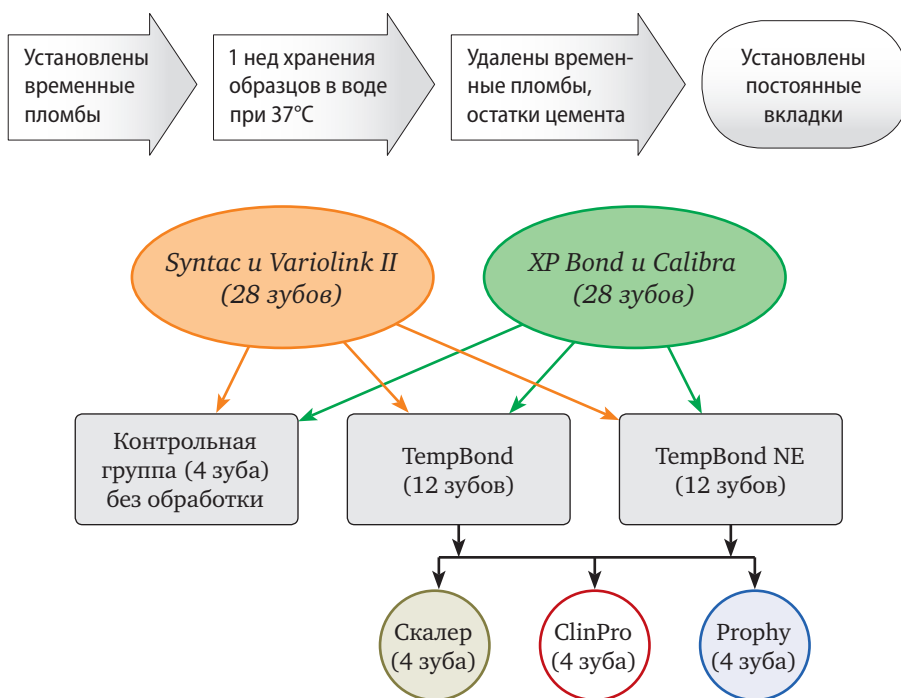 Установлены
временные
пломбы
1 нед хранения
образцов в воде
при 37°C
Удалены времен-
ные пломбы,
остатки цемента
Установлены
постоянные
вкладки
Syntac и Variolink II
(28 зубов)
XP Bond и Calibra
(28 зубов)
Контрольная
группа (4 зуба)
без обработки
TempBond
(12 зубов)
TempBond NE
(12 зубов)
Скалер
(4 зуба)
ClinPro
(4 зуба)
Prophy
(4 зуба)